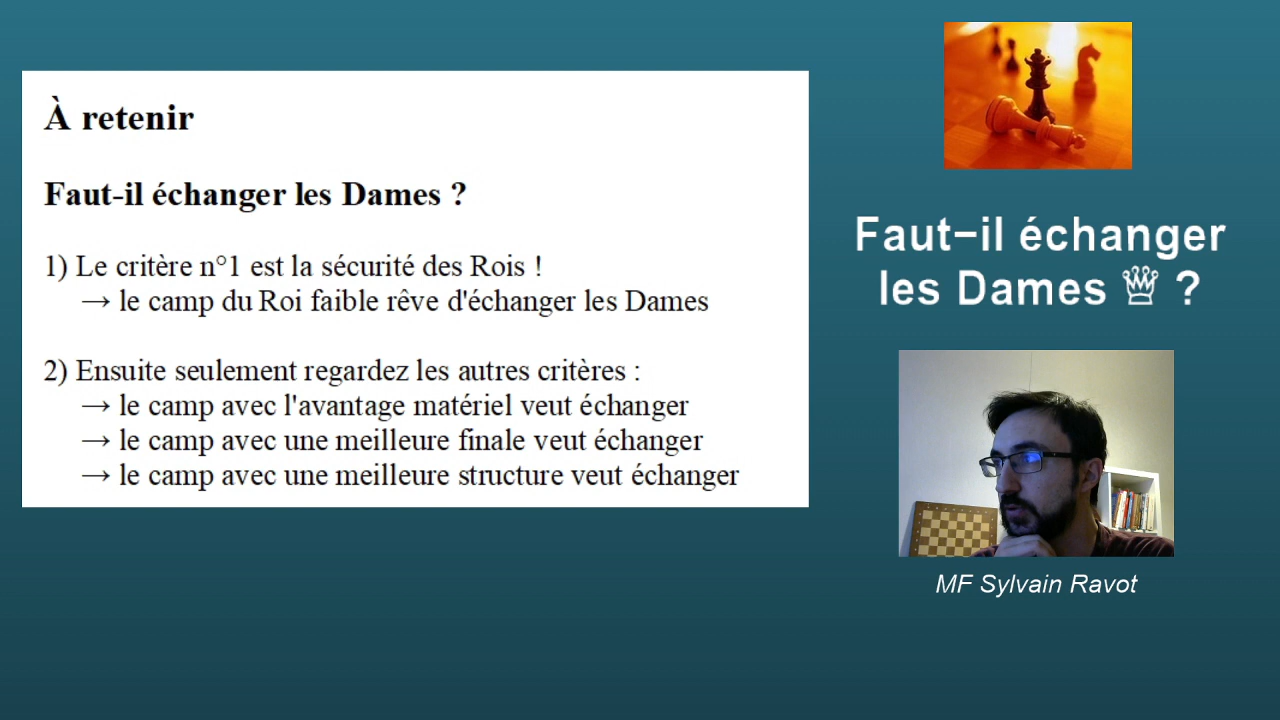 À retenir
Faut-il échanger les Dames ?
1) Le critère n°1 est la sécurité des Rois !
→ le camp du Roi faible rêve d'échanger les Dames
2) Ensuite seulement regardez les autres critères :
→ le camp avec l'avantage matériel veut échanger
→ le camp avec une meilleure finale veut échanger
→ le camp avec une meilleure structure veut échanger
Faut-il échanger
les Dames ♕ ?
MF Sylvain Ravot